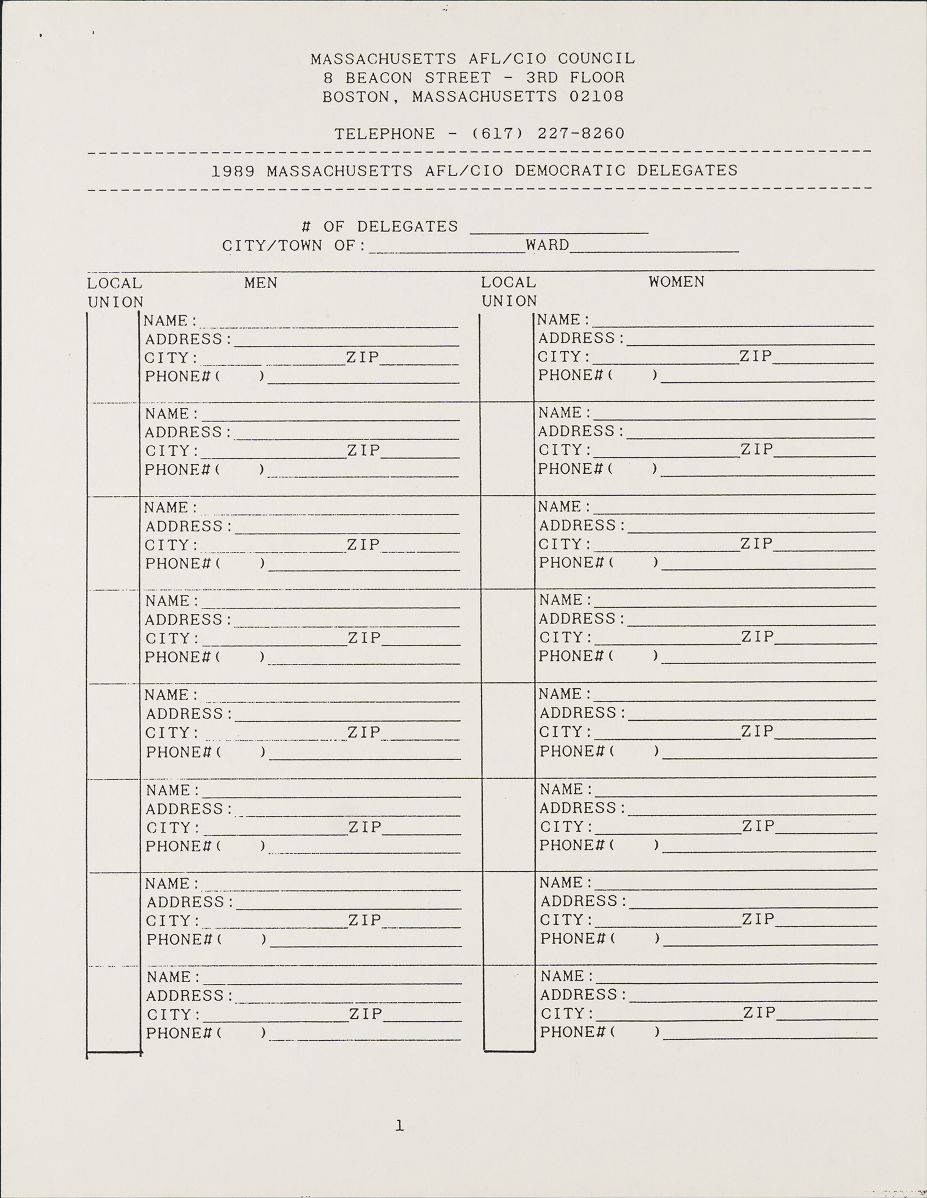 MASSACHUSETTS AFL/CIO COUNCIL
8 BEACON STREET - 3RD FLOOR
BOSTON, MASSACHUSETTS 02108
TELEPHONE - (617) 227-8260
1989 MASSACHUSETTS AFL/CIO DEMOCRATIC DELEGATES
# OF DELEGATES
CITY/TOWN OF: WARD
LOCAL MEN LOCAL WOMEN
UNION UNION
NAME: NAME:
ADDRESS: ADDRESS:
CITY: ZIP CITY: ZIP
PHONE#( ) PHONE#( )
NAME: NAME:
ADDRESS: ADDRESS:
CITY: ZIP CITY: ZIP
PHONE#( ) PHONE#( )
NAME: NAME:
ADDRESS: ADDRESS:
CITY: ZIP CITY: ZIP
PHONE#( ) PHONE#( )
NAME: NAME:
ADDRESS: ADDRESS:
CITY: ZIP CITY: ZIP
PHONE#( ) PHONE#( )
NAME: NAME:
ADDRESS: ADDRESS:
CITY: ZIP CITY: ZIP
PHONE#( ) PHONE#( )
NAME: NAME:
ADDRESS: ADDRESS:
CITY: ZIP CITY: ZIP
PHONE#( ) PHONE#( )
NAME: NAME:
ADDRESS: ADDRESS:
CITY: ZIP CITY: ZIP
PHONE#( ) PHONE#( )
NAME: NAME:
ADDRESS: ADDRESS:
CITY: ZIP CITY: ZIP
PHONE#( ) PHONE#( )
1